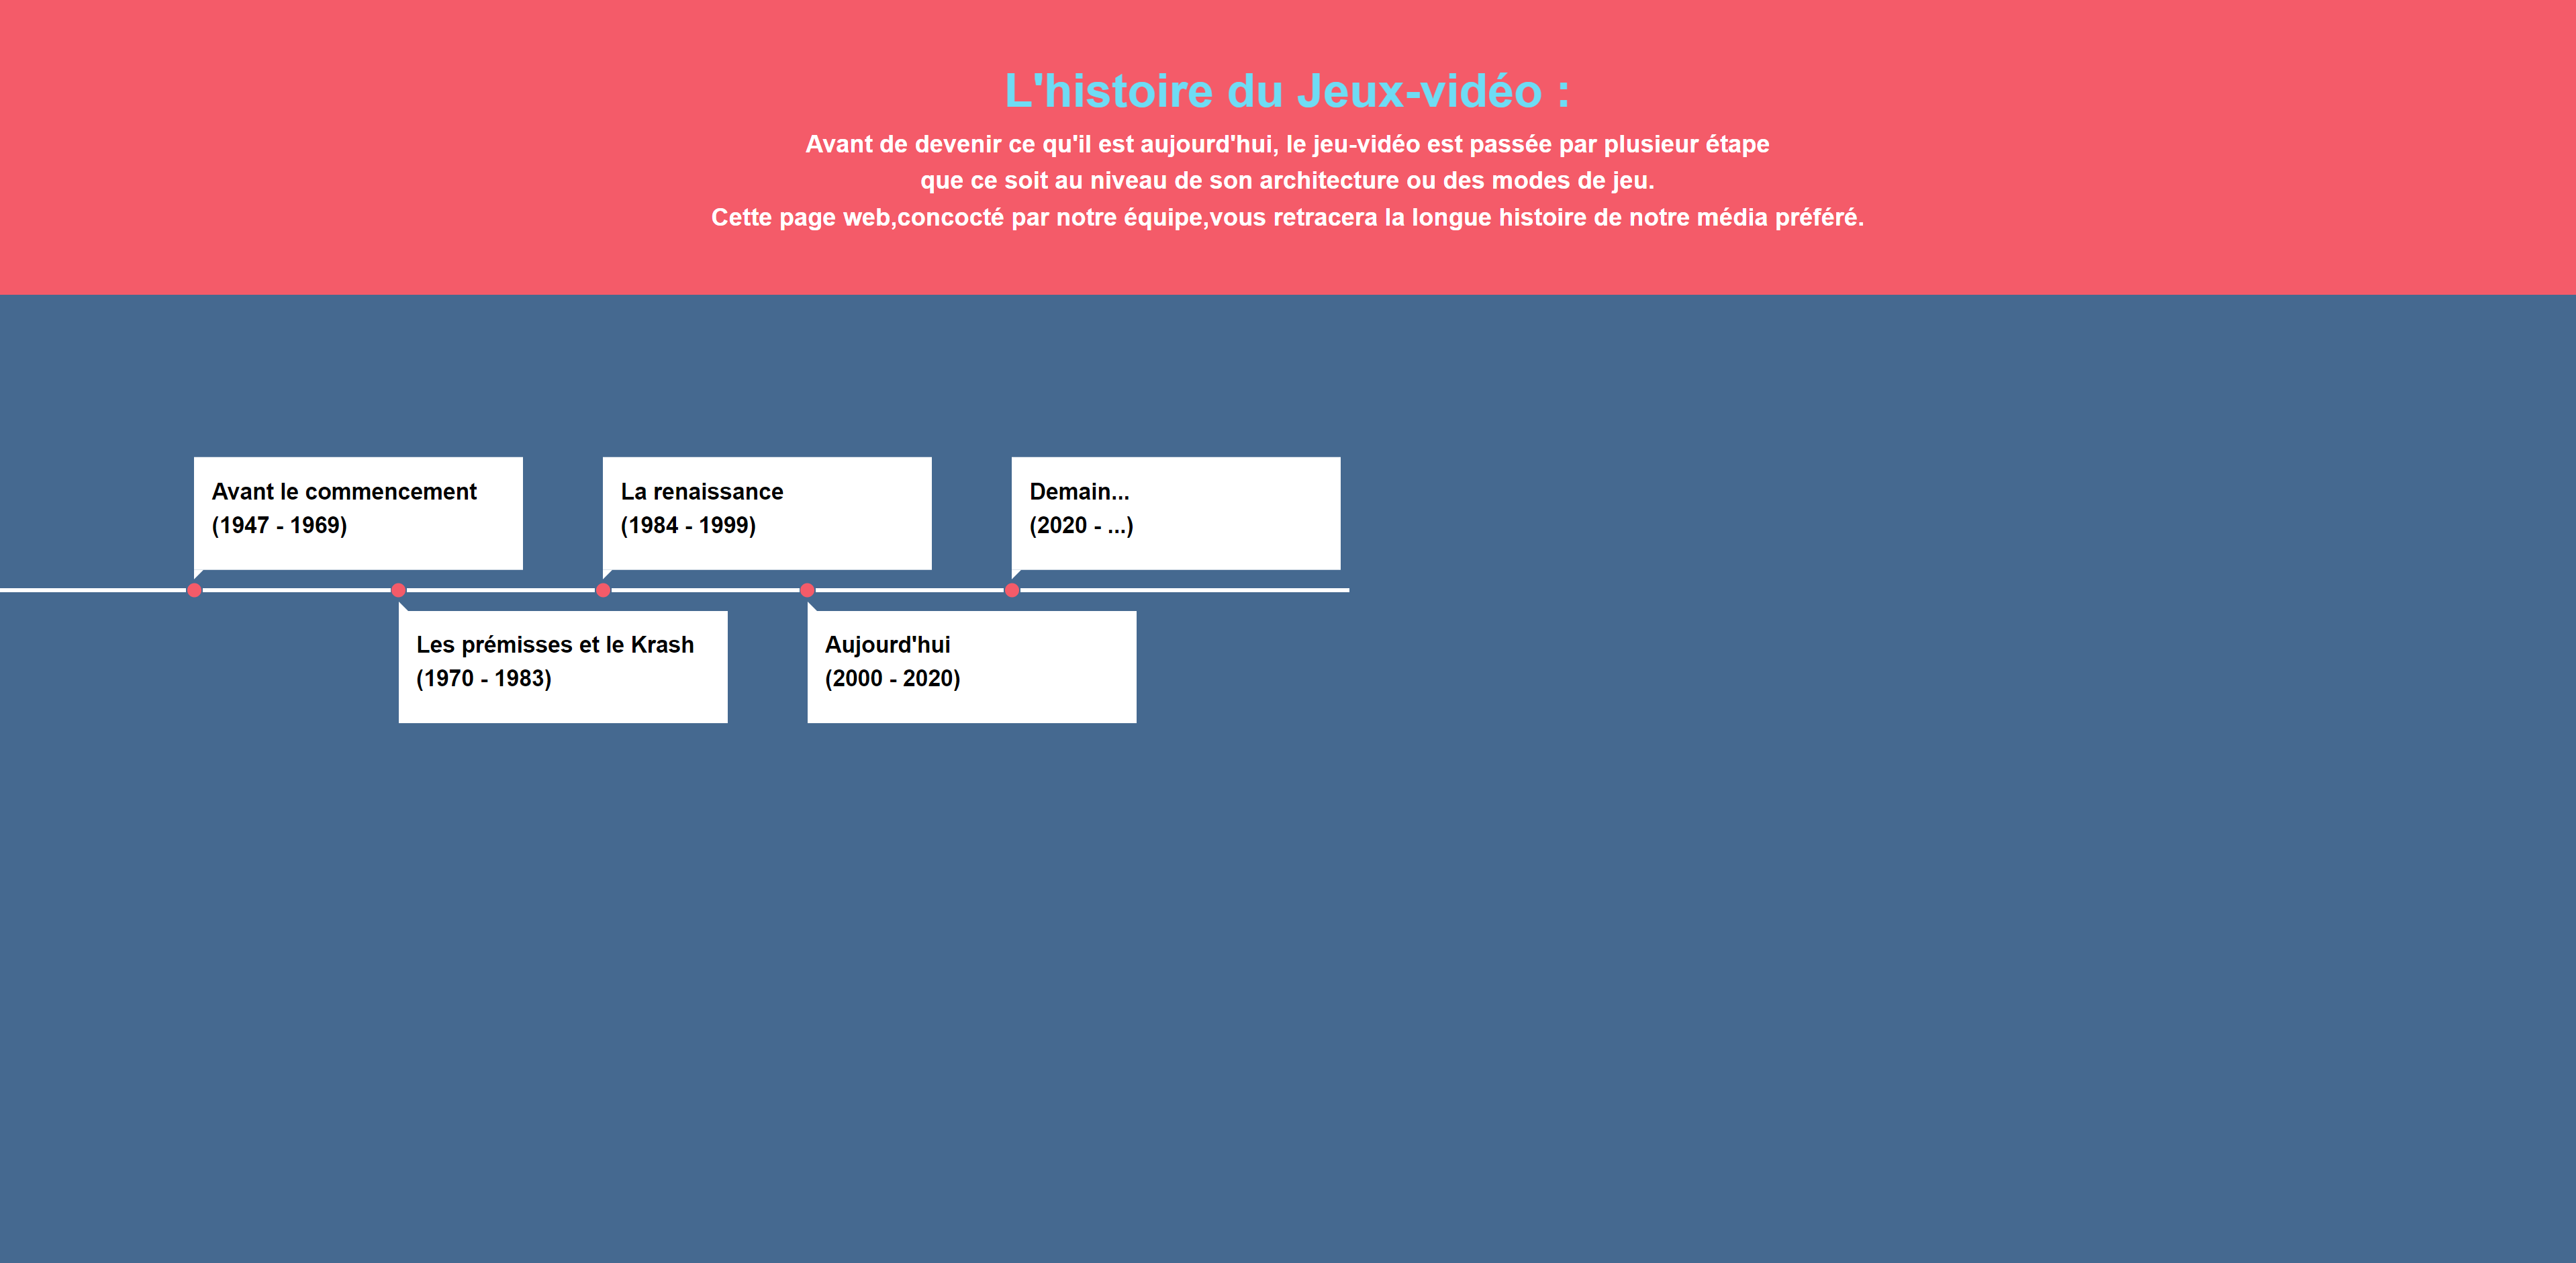 L'histoire du Jeux-vidéo :
Avant de devenir ce qu'il est aujourd'hui, le jeu-vidéo est passée par plusieur étape
que ce soit au niveau de son architecture ou des modes de jeu.
Cette page web,concocté par notre équipe,vous retracera la longue histoire de notre média préféré.
Avant le commencement
(1947 - 1969)
Les prémisses et le Krash
(1970 - 1983)
La renaissance
(1984 - 1999)
Aujourd'hui
(2000 - 2020)
Demain...
(2020 - ...)